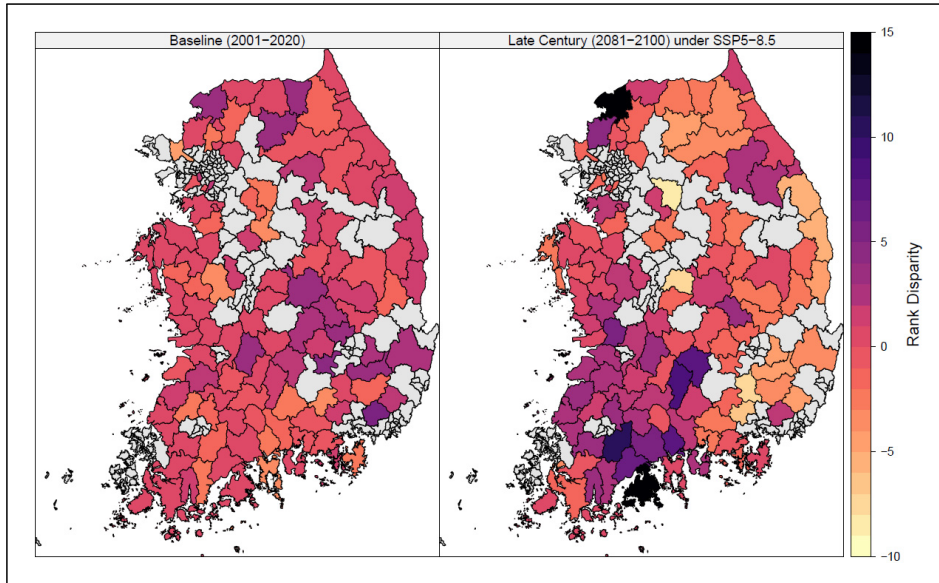 Baseline (2001−2020)
Late Century (2081−2100) under SSP5−8.5
15
10
5
0
−5
−10
Rank Disparity